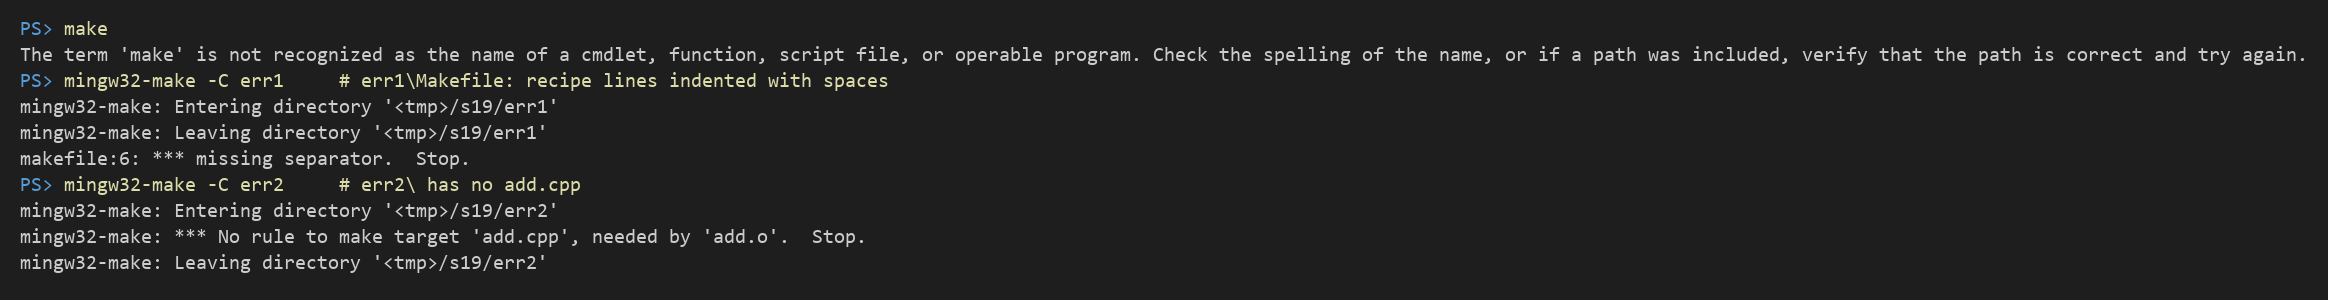 PS> make
The term 'make' is not recognized as the name of a cmdlet, function, script file, or operable program. Check the spelling of the name, or if a path was included, verify that the path is correct and try again.
PS> mingw32-make -C err1     # err1\Makefile: recipe lines indented with spaces
mingw32-make: Entering directory '<tmp>/s19/err1'
mingw32-make: Leaving directory '<tmp>/s19/err1'
makefile:6: *** missing separator.  Stop.
PS> mingw32-make -C err2     # err2\ has no add.cpp
mingw32-make: Entering directory '<tmp>/s19/err2'
mingw32-make: *** No rule to make target 'add.cpp', needed by 'add.o'.  Stop.
mingw32-make: Leaving directory '<tmp>/s19/err2'